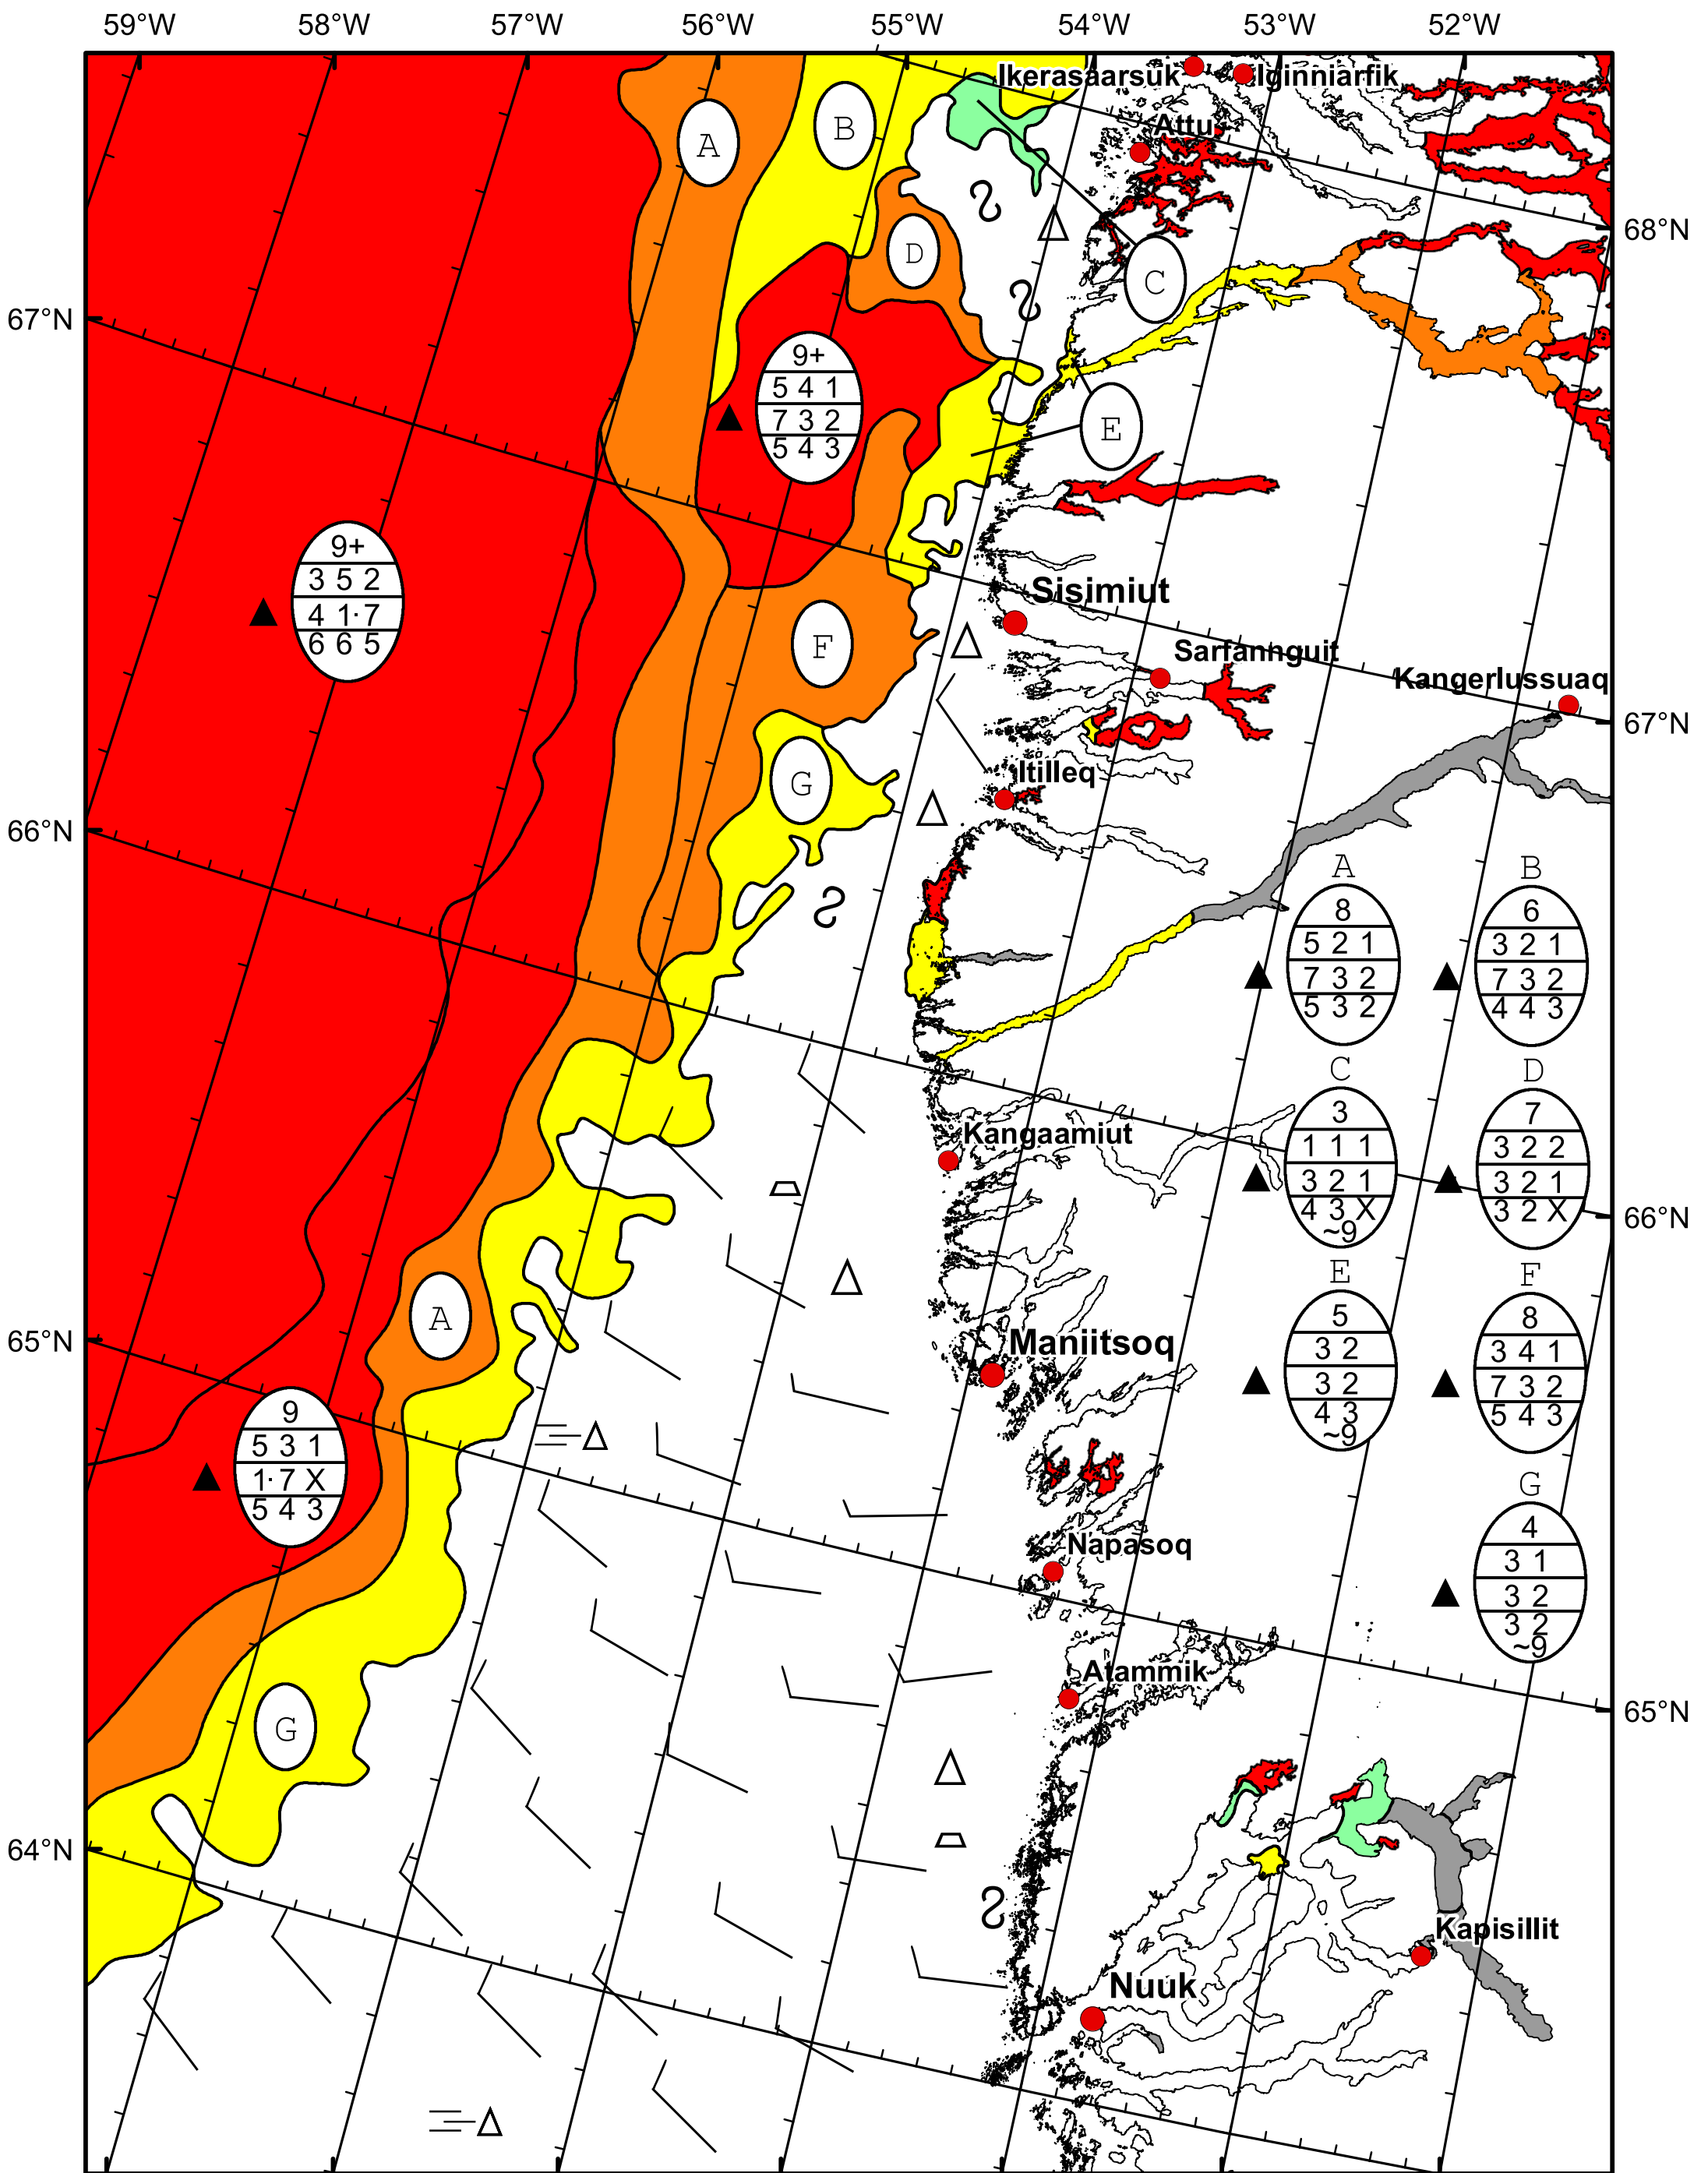 59°W 58°W 57°W 56°W 55°W 54°W 53°W 52°W
Ikerasaarsuk Iginniarfik
A
B
Attu
68°N
D
C
67°N
9+
5 4 1
7 3 2
5 4 3
E
9+
3 5 2
4 1· 7
6 6 5
Sisimiut
F
Sarfannguit
Kangerlussuaq
67°N
G
Itilleq
66°N
A
8
5 2 1
7 3 2
5 3 2
B
6
3 2 1
7 3 2
4 4 3
Kangaamiut
C
3
1 1 1
3 2 1
4 3 X
~9
D
7
3 2 2
3 2 1
3 2 X
66°N
A
65°N
Maniitsoq
E
5
3 2
3 2
4 3
~9
F
8
3 4 1
7 3 2
5 4 3
9
5 3 1
1· 7 X
5 4 3
G
4
3 1
3 2
3 2
~9
Napasoq
Atammik
65°N
G
64°N
Kapisillit
Nuuk